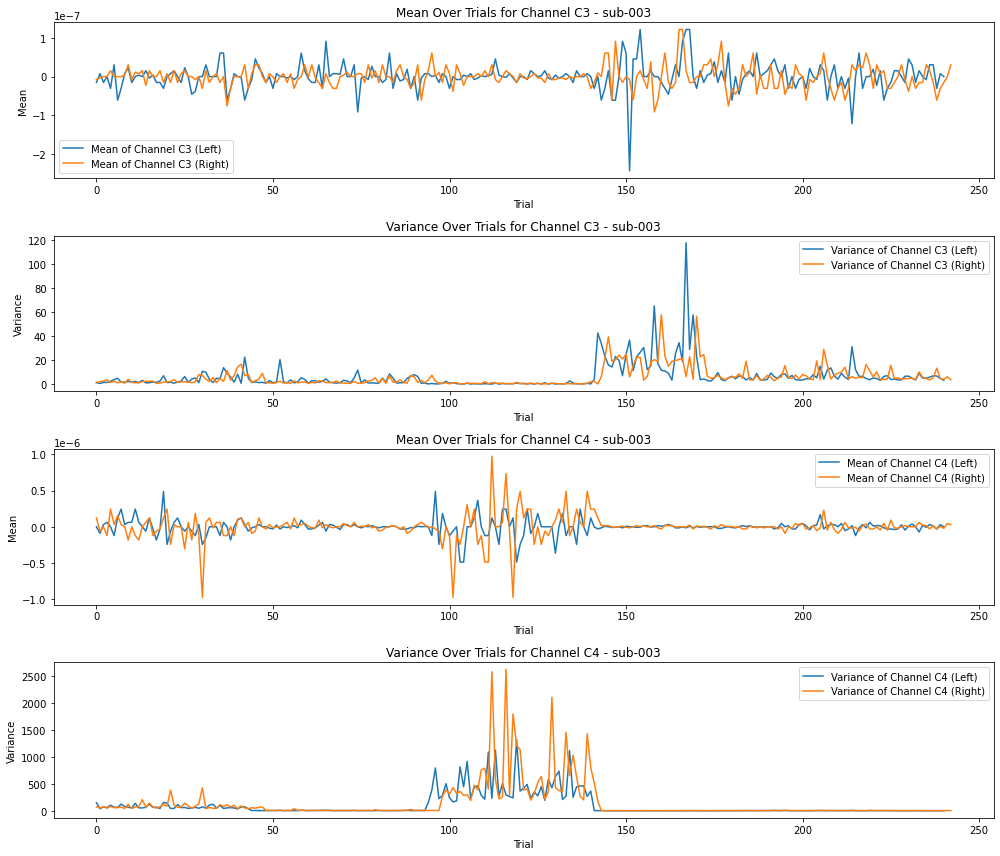 Mean Over Trials for Channel C3 - sub-003
1e−7
1
0
−1
−2
Mean
Mean of Channel C3 (Left)
Mean of Channel C3 (Right)
0 50 100 150 200 250
Trial
Variance Over Trials for Channel C3 - sub-003
120
100
80
60
40
20
0
Variance
Variance of Channel C3 (Left)
Variance of Channel C3 (Right)
0 50 100 150 200 250
Trial
Mean Over Trials for Channel C4 - sub-003
1e−6
1.0
0.5
0.0
−0.5
−1.0
Mean
Mean of Channel C4 (Left)
Mean of Channel C4 (Right)
0 50 100 150 200 250
Trial
Variance Over Trials for Channel C4 - sub-003
2500
2000
1500
1000
500
0
Variance
Variance of Channel C4 (Left)
Variance of Channel C4 (Right)
0 50 100 150 200 250
Trial